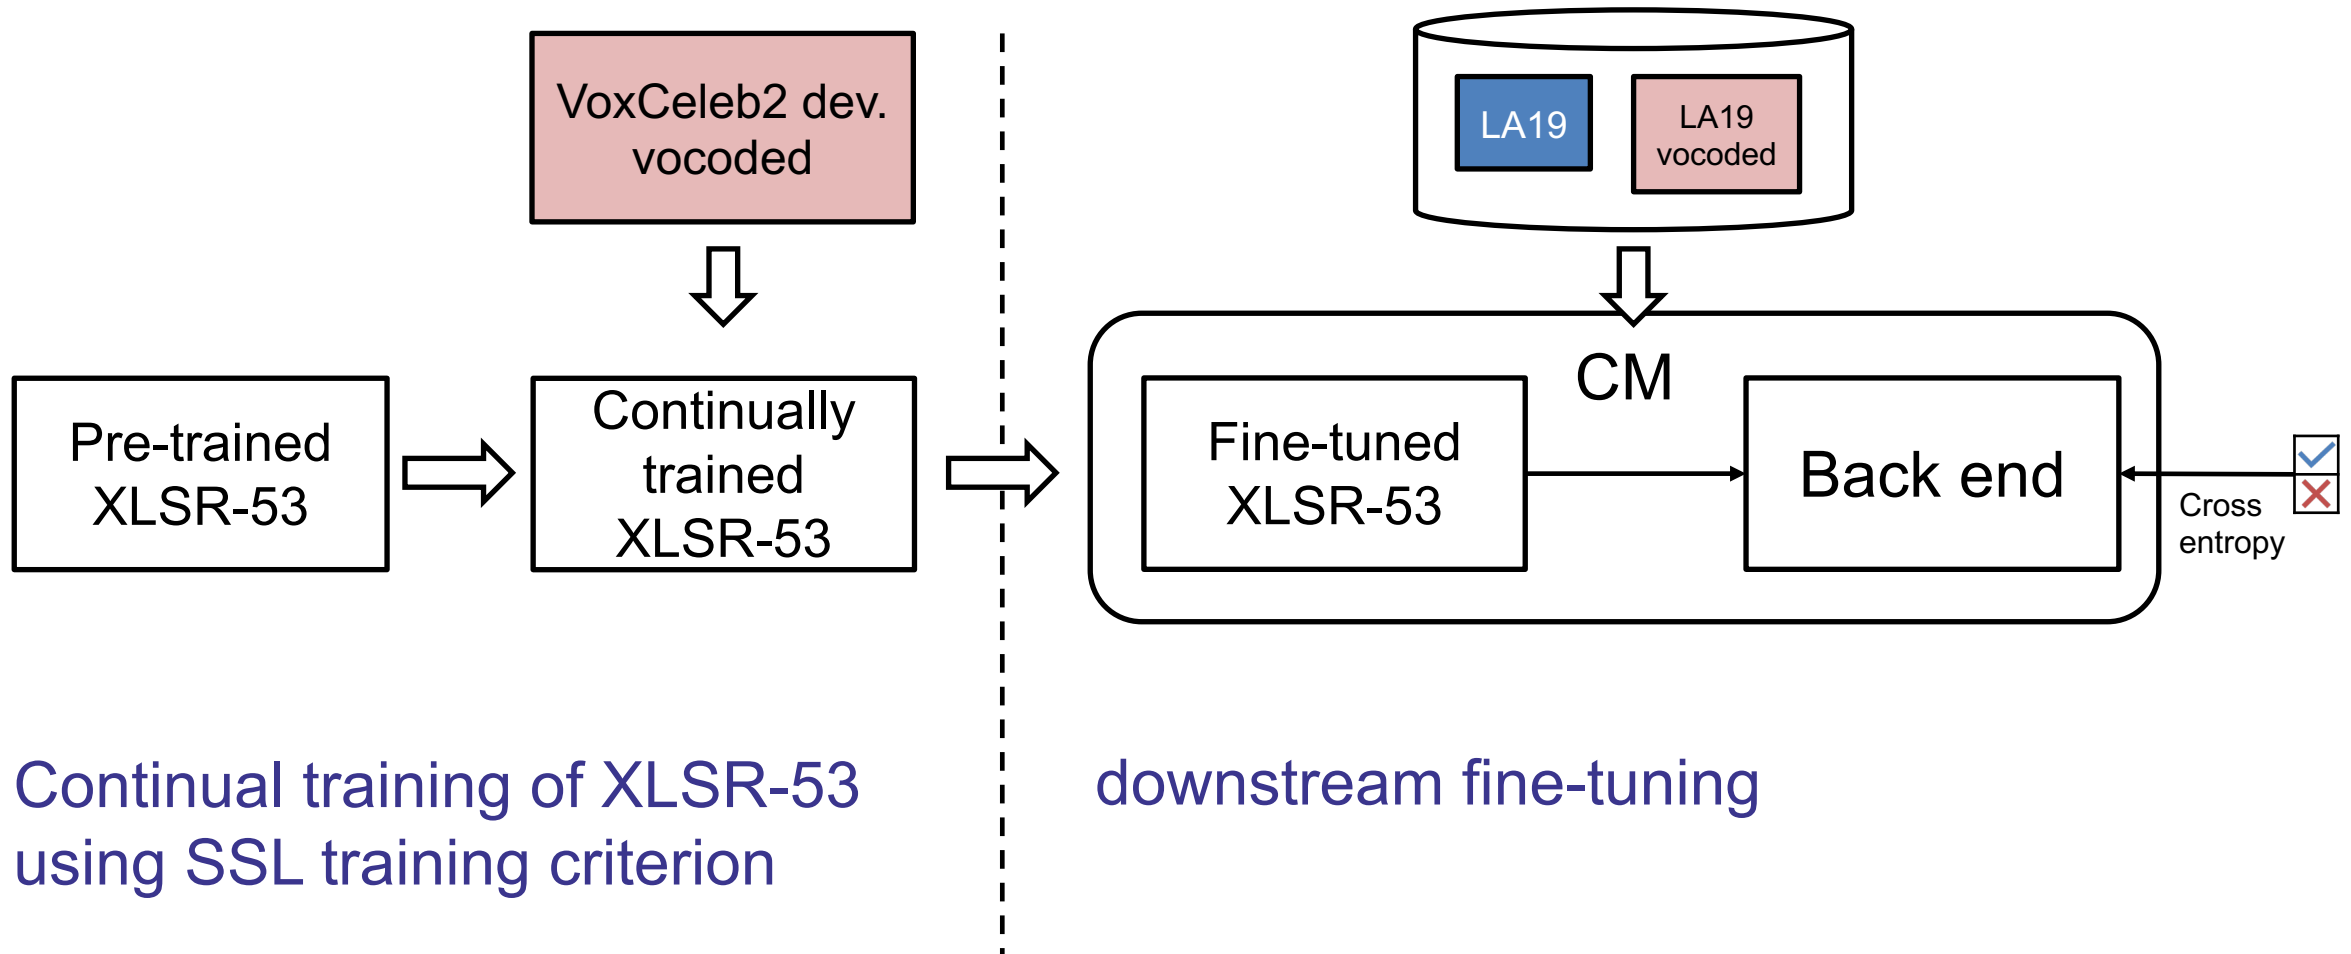 VoxCeleb2 dev.
vocoded
Pre-trained
XLSR-53
Continually
trained
XLSR-53
Continual training of XLSR-53
using SSL training criterion
LA19
LA19
vocoded
CM
Fine-tuned
XLSR-53
Back end
Cross
entropy
downstream fine-tuning